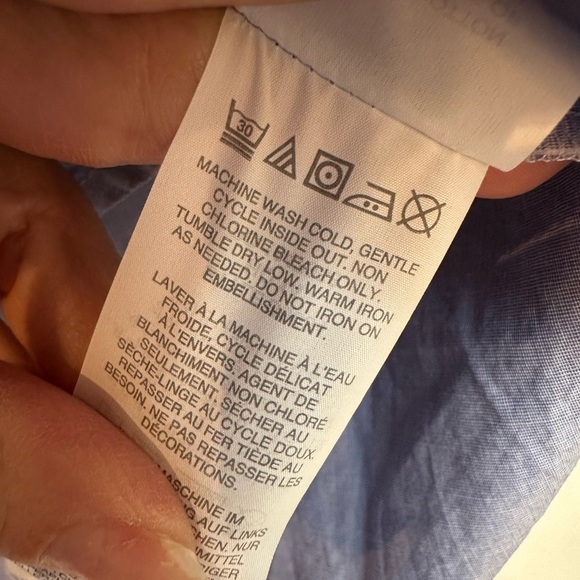 30
MACHINE WASH COLD, GENTLE
CYCLE INSIDE OUT. NON
CHLORINE BLEACH ONLY.
TUMBLE DRY LOW. WARM IRON
AS NEEDED. DO NOT IRON ON
EMBELLISHMENT.
LAVER À LA MACHINE À L'EAU
FROIDE, CYCLE DÉLICAT
À L'ENVERS. AGENT DE
BLANCHIMENT NON CHLORÉ
SEULEMENT. SÉCHER AU
SÈCHE-LINGE AU CYCLE DOUX.
REPASSER AU FER TIÈDE AU
BESOIN. NE PAS REPASSER LES
DÉCORATIONS.
MASCHINE IM
AUF LINKS
NUR